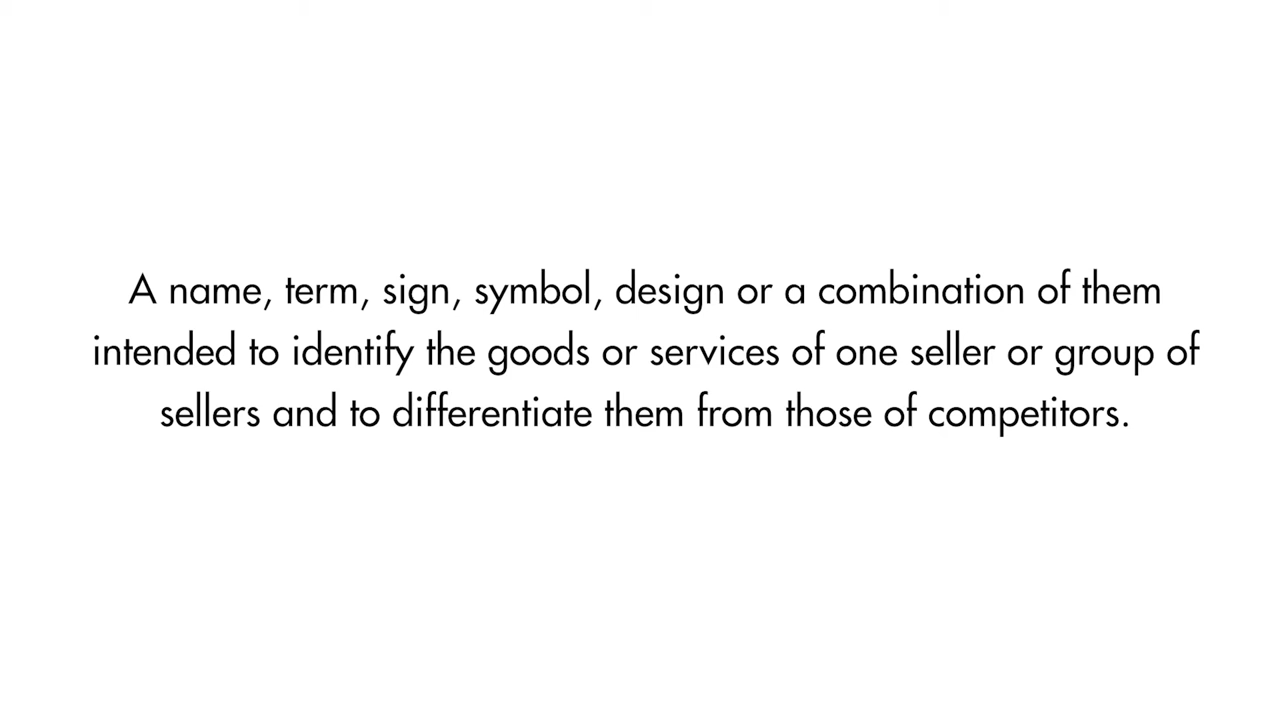 A name, term, sign, symbol, design or a combination of them
intended to identify the goods or services of one seller or group of
sellers and to differentiate them from those of competitors.